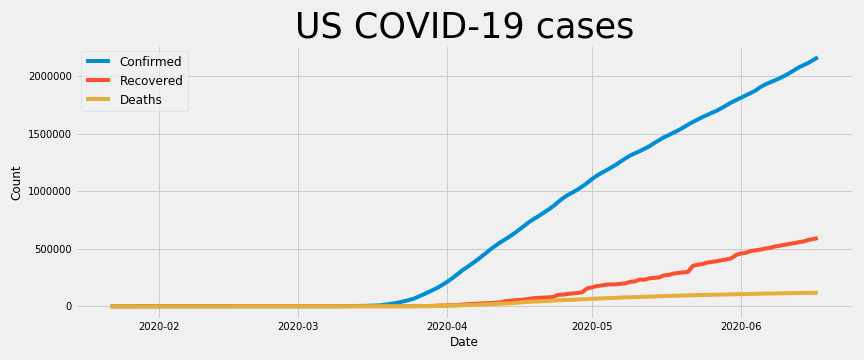 US COVID-19 cases
Confirmed
Recovered
Deaths
2000000
1500000
1000000
500000
0
Count
2020-02 2020-03 2020-04 2020-05 2020-06
Date